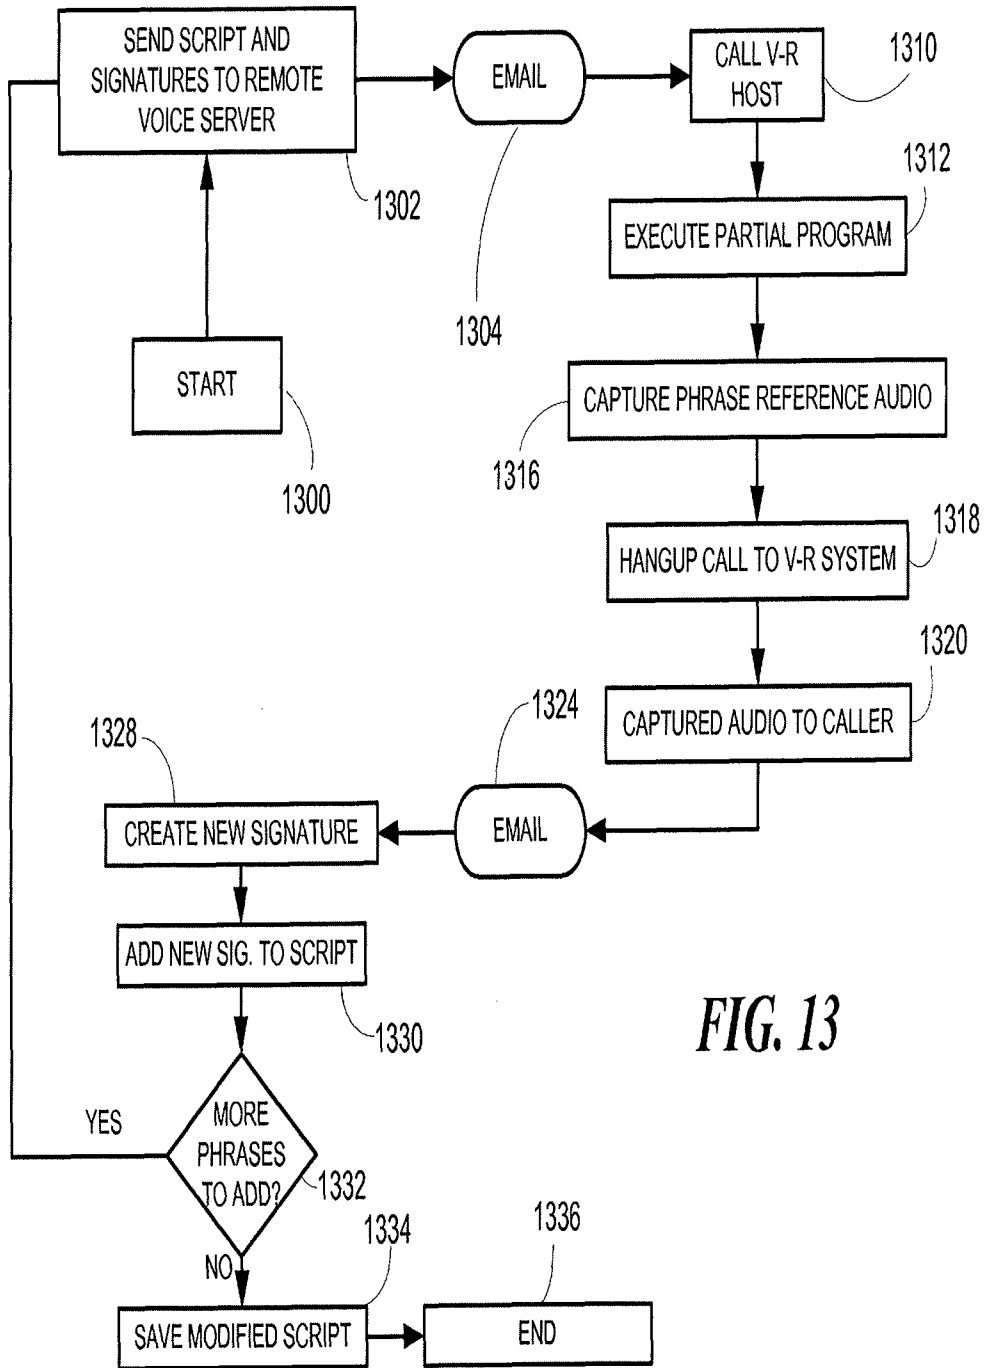 SEND SCRIPT AND
SIGNATURES TO REMOTE
VOICE SERVER
1302
EMAIL
1304
CALL V-R
HOST
1310
1312
EXECUTE PARTIAL PROGRAM
START
1300
CAPTURE PHRASE REFERENCE AUDIO
1316
1318
HANGUP CALL TO V-R SYSTEM
1320
CAPTURED AUDIO TO CALLER
1324
EMAIL
1328
CREATE NEW SIGNATURE
ADD NEW SIG. TO SCRIPT
1330
FIG. 13
YES
MORE
PHRASES
TO ADD?
1332
NO
1334
SAVE MODIFIED SCRIPT
1336
END